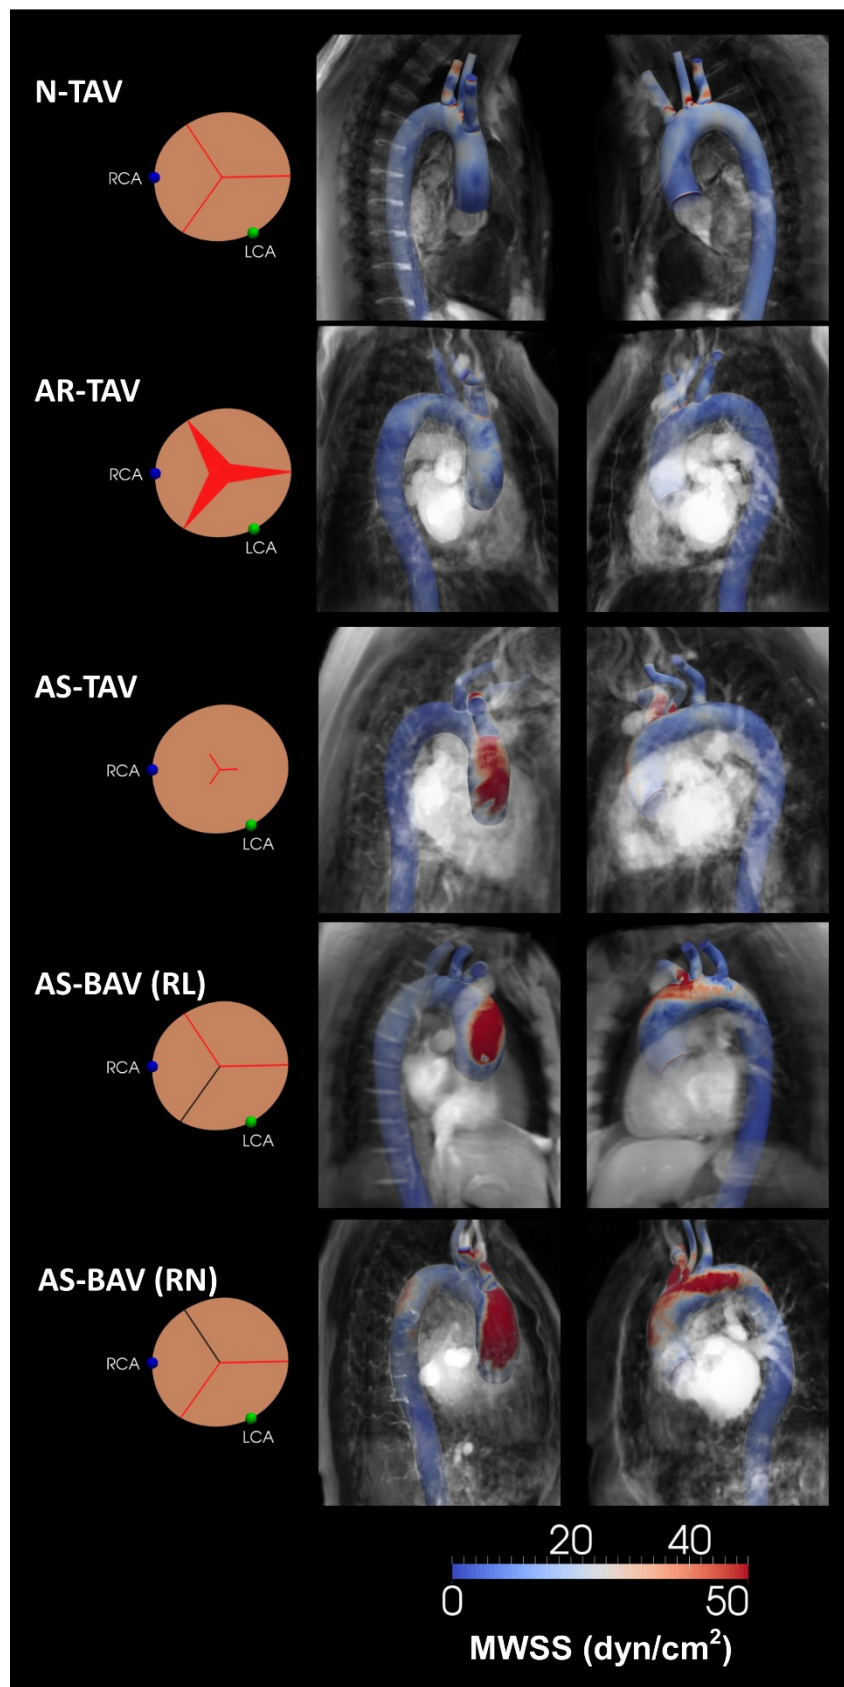 N-TAV
RCA
LCA
AR-TAV
RCA
LCA
AS-TAV
RCA
LCA
AS-BAV (RL)
RCA
LCA
AS-BAV (RN)
RCA
LCA
20 40
0 50
MWSS (dyn/cm²)